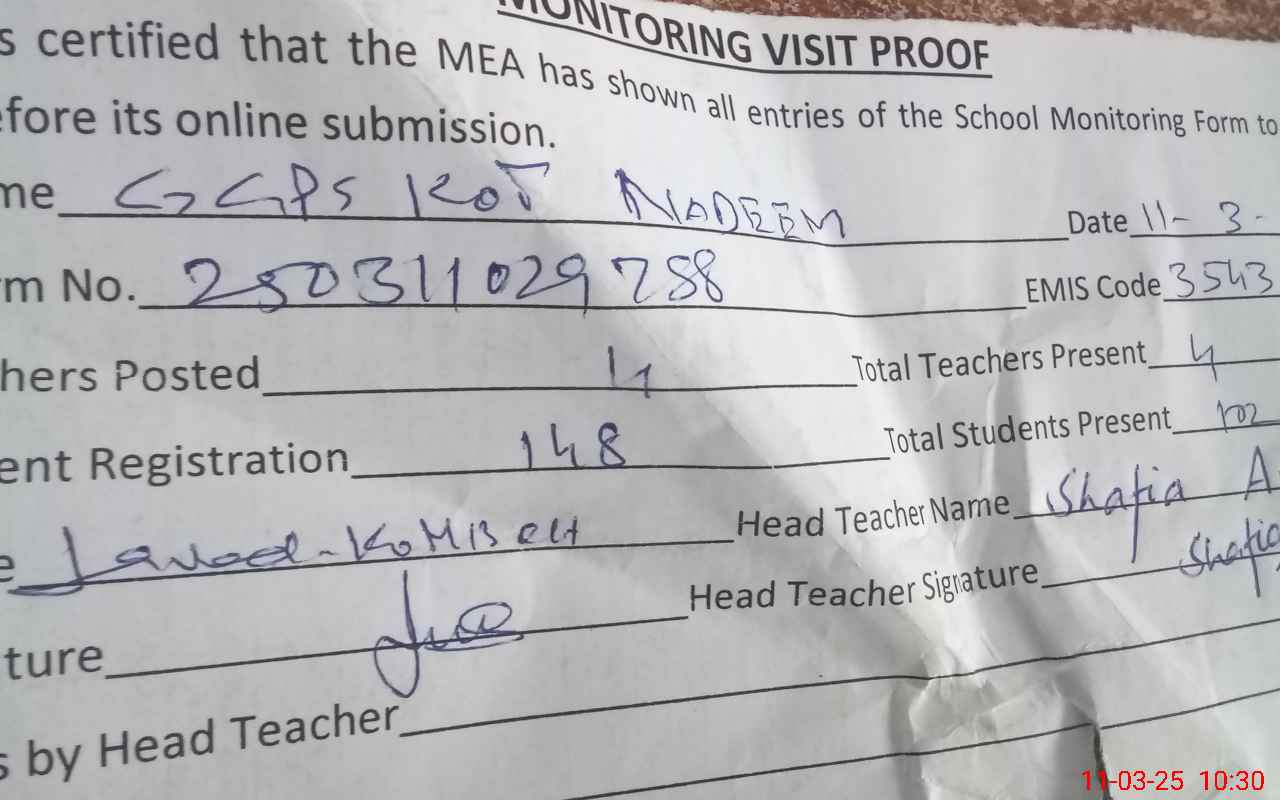 MONITORING VISIT PROOF
s certified that the MEA has shown all entries of the School Monitoring Form to
efore its online submission.
me GGPS KOT NADEEM Date 11- 3 -
rm No. 250311029788 EMIS Code 3543
hers Posted 4 Total Teachers Present 4
ent Registration 148 Total Students Present 102
e Head Teacher Name Shafia A
ture Head Teacher Signature Shafia
s by Head Teacher
11-03-25 10:30